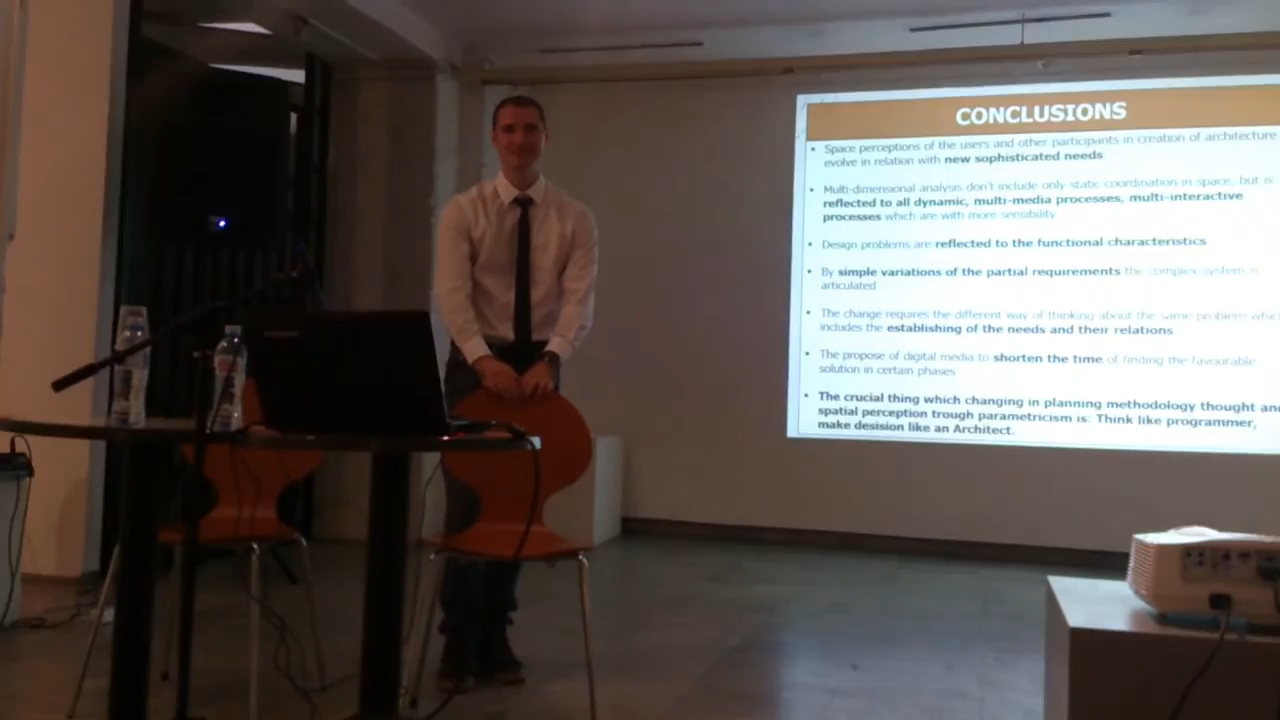 CONCLUSIONS
• Space perceptions of the users and other participants in creation of architecture
evolve in relation with new sophisticated needs
• Multi-dimensional analysis don't include only static coordination in space, but is
reflected to all dynamic, multi-media processes, multi-interactive
processes which are with more sensibility
• Design problems are reflected to the functional characteristics
• By simple variations of the partial requirements the complex system is
articulated
• The change requires the different way of thinking about the same problem which
includes the establishing of the needs and their relations
• The propose of digital media to shorten the time of finding the favourable
solution in certain phases
• The crucial thing which changing in planning methodology thought and
spatial perception trough parametricism is: Think like programmer,
make desision like an Architect.